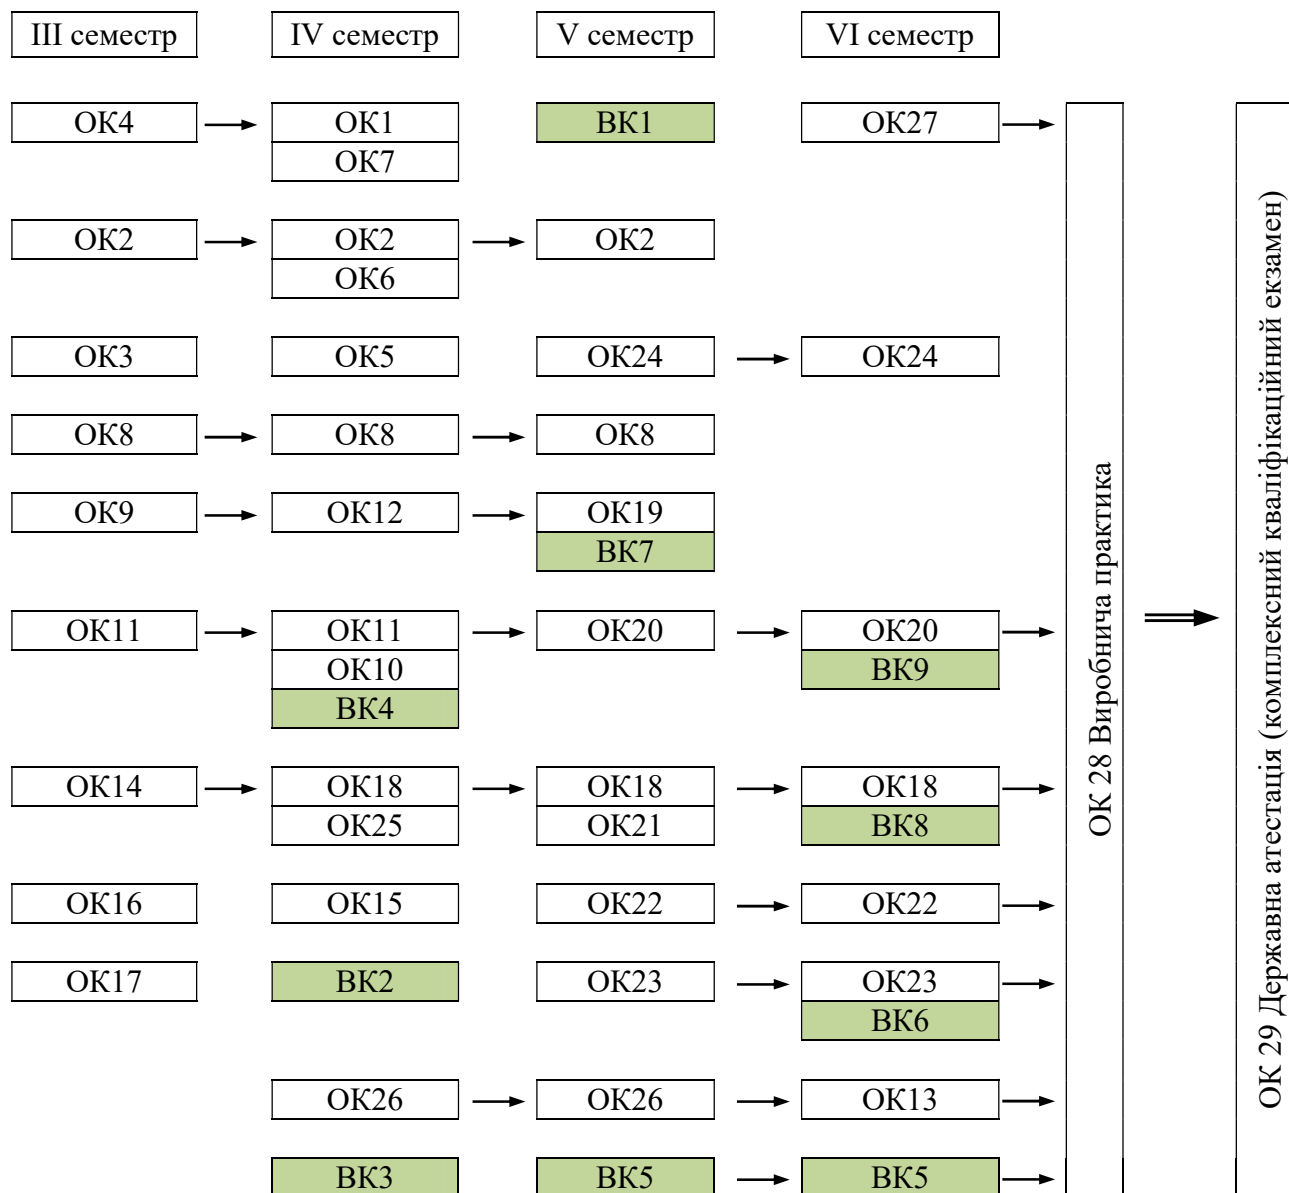 III семестр IV семестр V семестр VI семестр
ОК4 ОК1 ВК1 ОК27
ОК7
ОК2 ОК2 ОК2
ОК6
ОК3 ОК5 ОК24 ОК24
ОК8 ОК8 ОК8
ОК9 ОК12 ОК19
ВК7
ОК11 ОК11 ОК20 ОК20
ОК10 ВК9
ВК4
ОК14 ОК18 ОК18 ОК18
ОК25 ОК21 ВК8
ОК16 ОК15 ОК22 ОК22
ОК17 ВК2 ОК23 ОК23
ВК6
ОК26 ОК26 ОК13
ВК3 ВК5 ВК5
ОК 28 Виробнича практика
ОК 29 Державна атестація (комплексний кваліфікаційний екзамен)